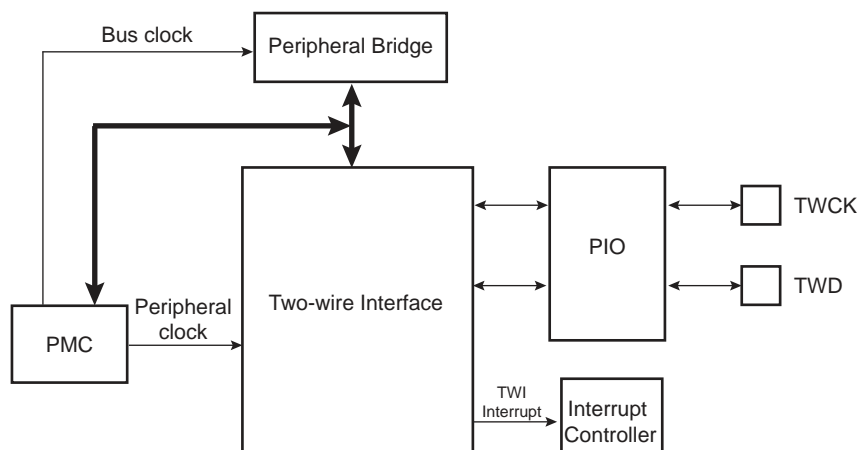 Bus clock
Peripheral Bridge
TWCK
PIO
TWD
Two-wire Interface
Peripheral
clock
PMC
TWI
Interrupt
Interrupt
Controller